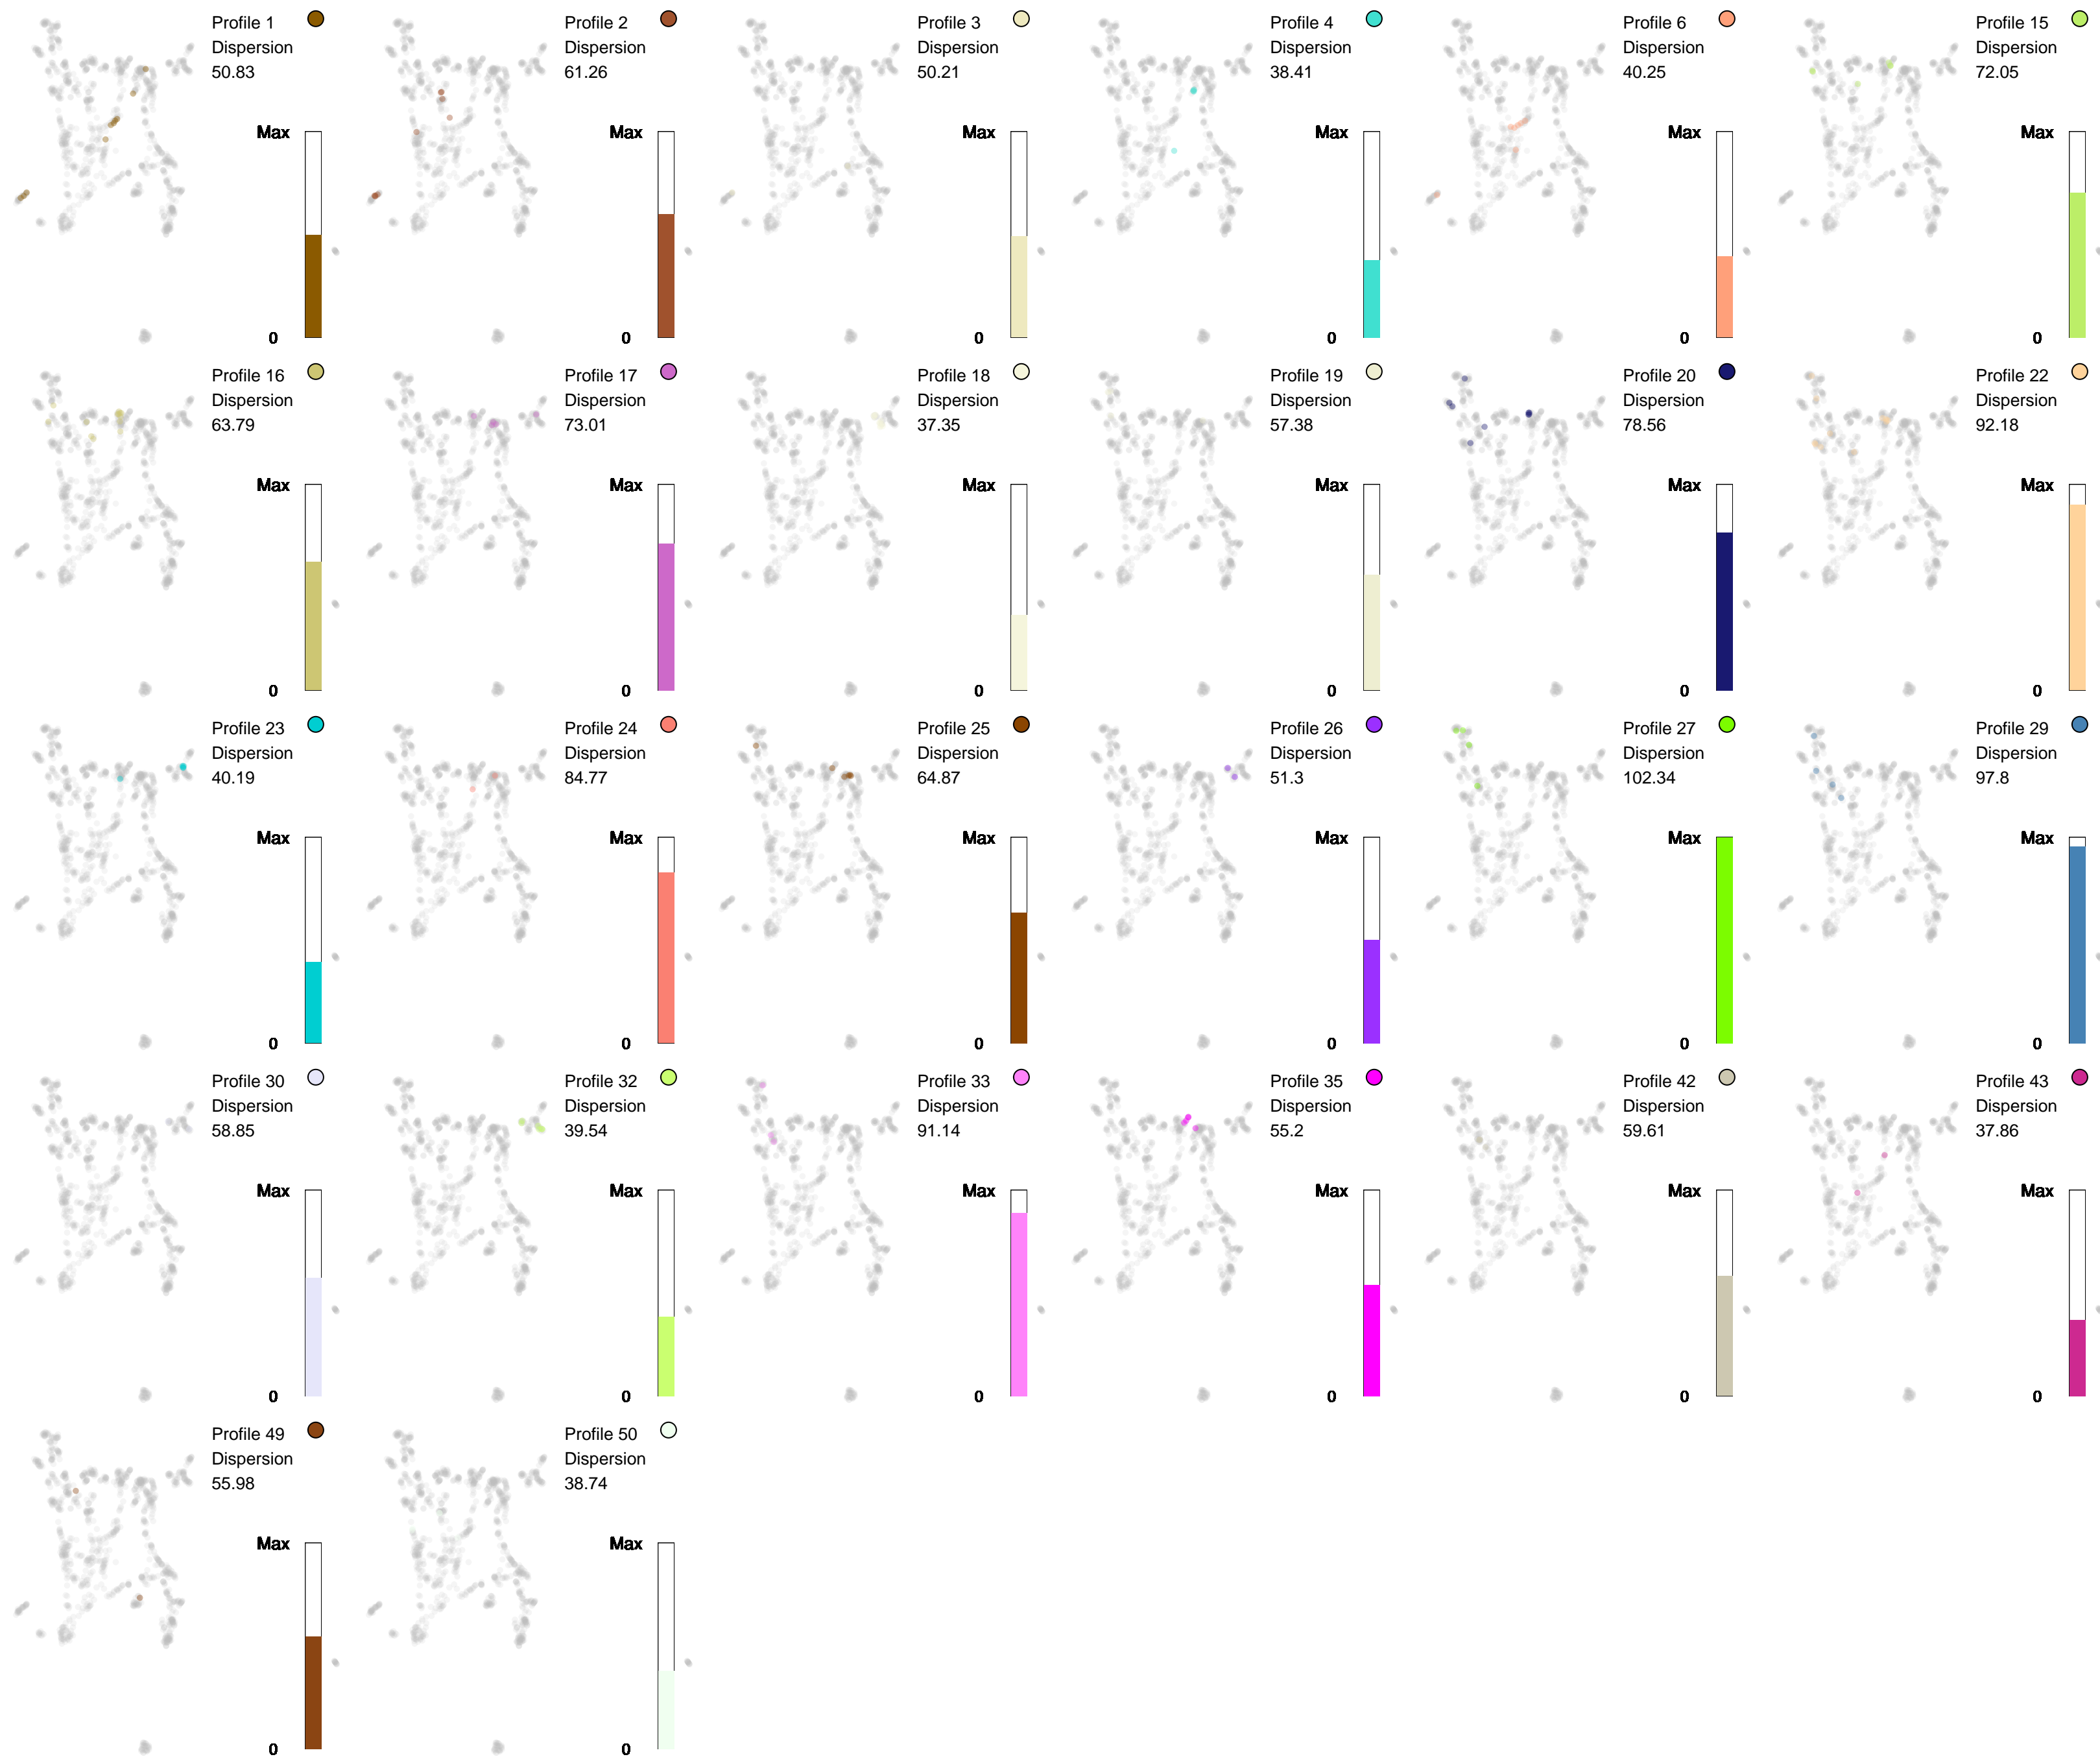 Profile 1
Dispersion
50.83
Max
0
Profile 2
Dispersion
61.26
Max
0
Profile 3
Dispersion
50.21
Max
0
Profile 4
Dispersion
38.41
Max
0
Profile 6
Dispersion
40.25
Max
0
Profile 15
Dispersion
72.05
Max
0
Profile 16
Dispersion
63.79
Max
0
Profile 17
Dispersion
73.01
Max
0
Profile 18
Dispersion
37.35
Max
0
Profile 19
Dispersion
57.38
Max
0
Profile 20
Dispersion
78.56
Max
0
Profile 22
Dispersion
92.18
Max
0
Profile 23
Dispersion
40.19
Max
0
Profile 24
Dispersion
84.77
Max
0
Profile 25
Dispersion
64.87
Max
0
Profile 26
Dispersion
51.3
Max
0
Profile 27
Dispersion
102.34
Max
0
Profile 29
Dispersion
97.8
Max
0
Profile 30
Dispersion
58.85
Max
0
Profile 32
Dispersion
39.54
Max
0
Profile 33
Dispersion
91.14
Max
0
Profile 35
Dispersion
55.2
Max
0
Profile 42
Dispersion
59.61
Max
0
Profile 43
Dispersion
37.86
Max
0
Profile 49
Dispersion
55.98
Max
0
Profile 50
Dispersion
38.74
Max
0